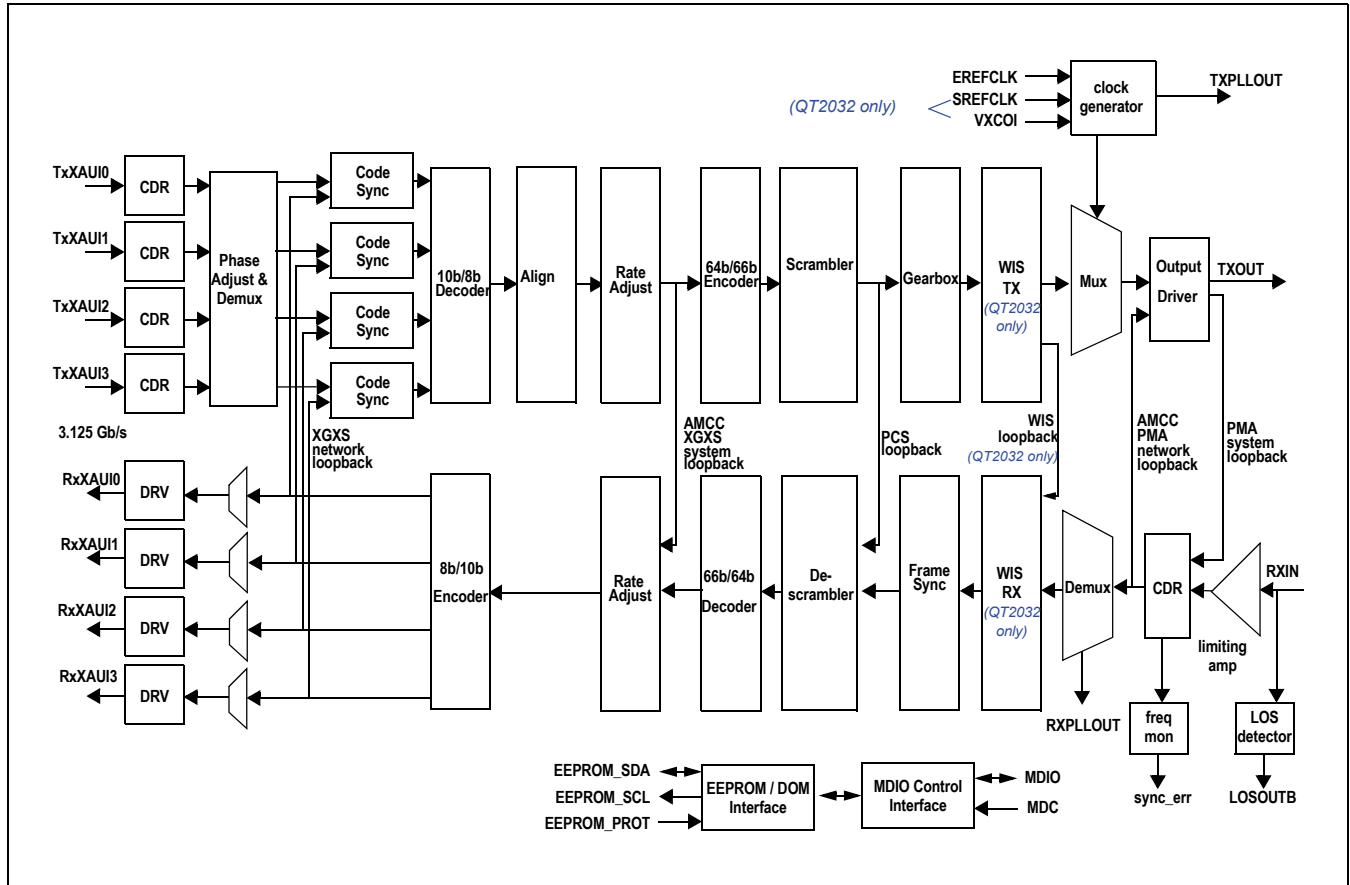 EREFCLK
(QT2032 only)
SREFCLK
VXCOI
clock
generator
TXPLLOUT
TxXAUI0
CDR
TxXAUI1
CDR
TxXAUI2
CDR
TxXAUI3
CDR
3.125 Gb/s
Phase
Adjust &
Demux
Code
Sync
Code
Sync
Code
Sync
Code
Sync
10b/8b
Decoder
Align
Rate
Adjust
64b/66b
Encoder
Scrambler
Gearbox
WIS
TX
(QT2032
only)
Mux
Output
Driver
TXOUT
XGXS
network
loopback
AMCC
XGXS
system
loopback
PCS
loopback
WIS
loopback
(QT2032 only)
AMCC
PMA
network
loopback
PMA
system
loopback
RxXAUI0
DRV
RxXAUI1
DRV
RxXAUI2
DRV
RxXAUI3
DRV
8b/10b
Encoder
Rate
Adjust
66b/64b
Decoder
De-
scrambler
Frame
Sync
WIS
RX
(QT2032
only)
Demux
CDR
RXIN
limiting
amp
RXPLLOUT
freq
mon
LOS
detector
sync_err
LOSOUTB
EEPROM_SDA
EEPROM_SCL
EEPROM_PROT
EEPROM / DOM
Interface
MDIO Control
Interface
MDIO
MDC